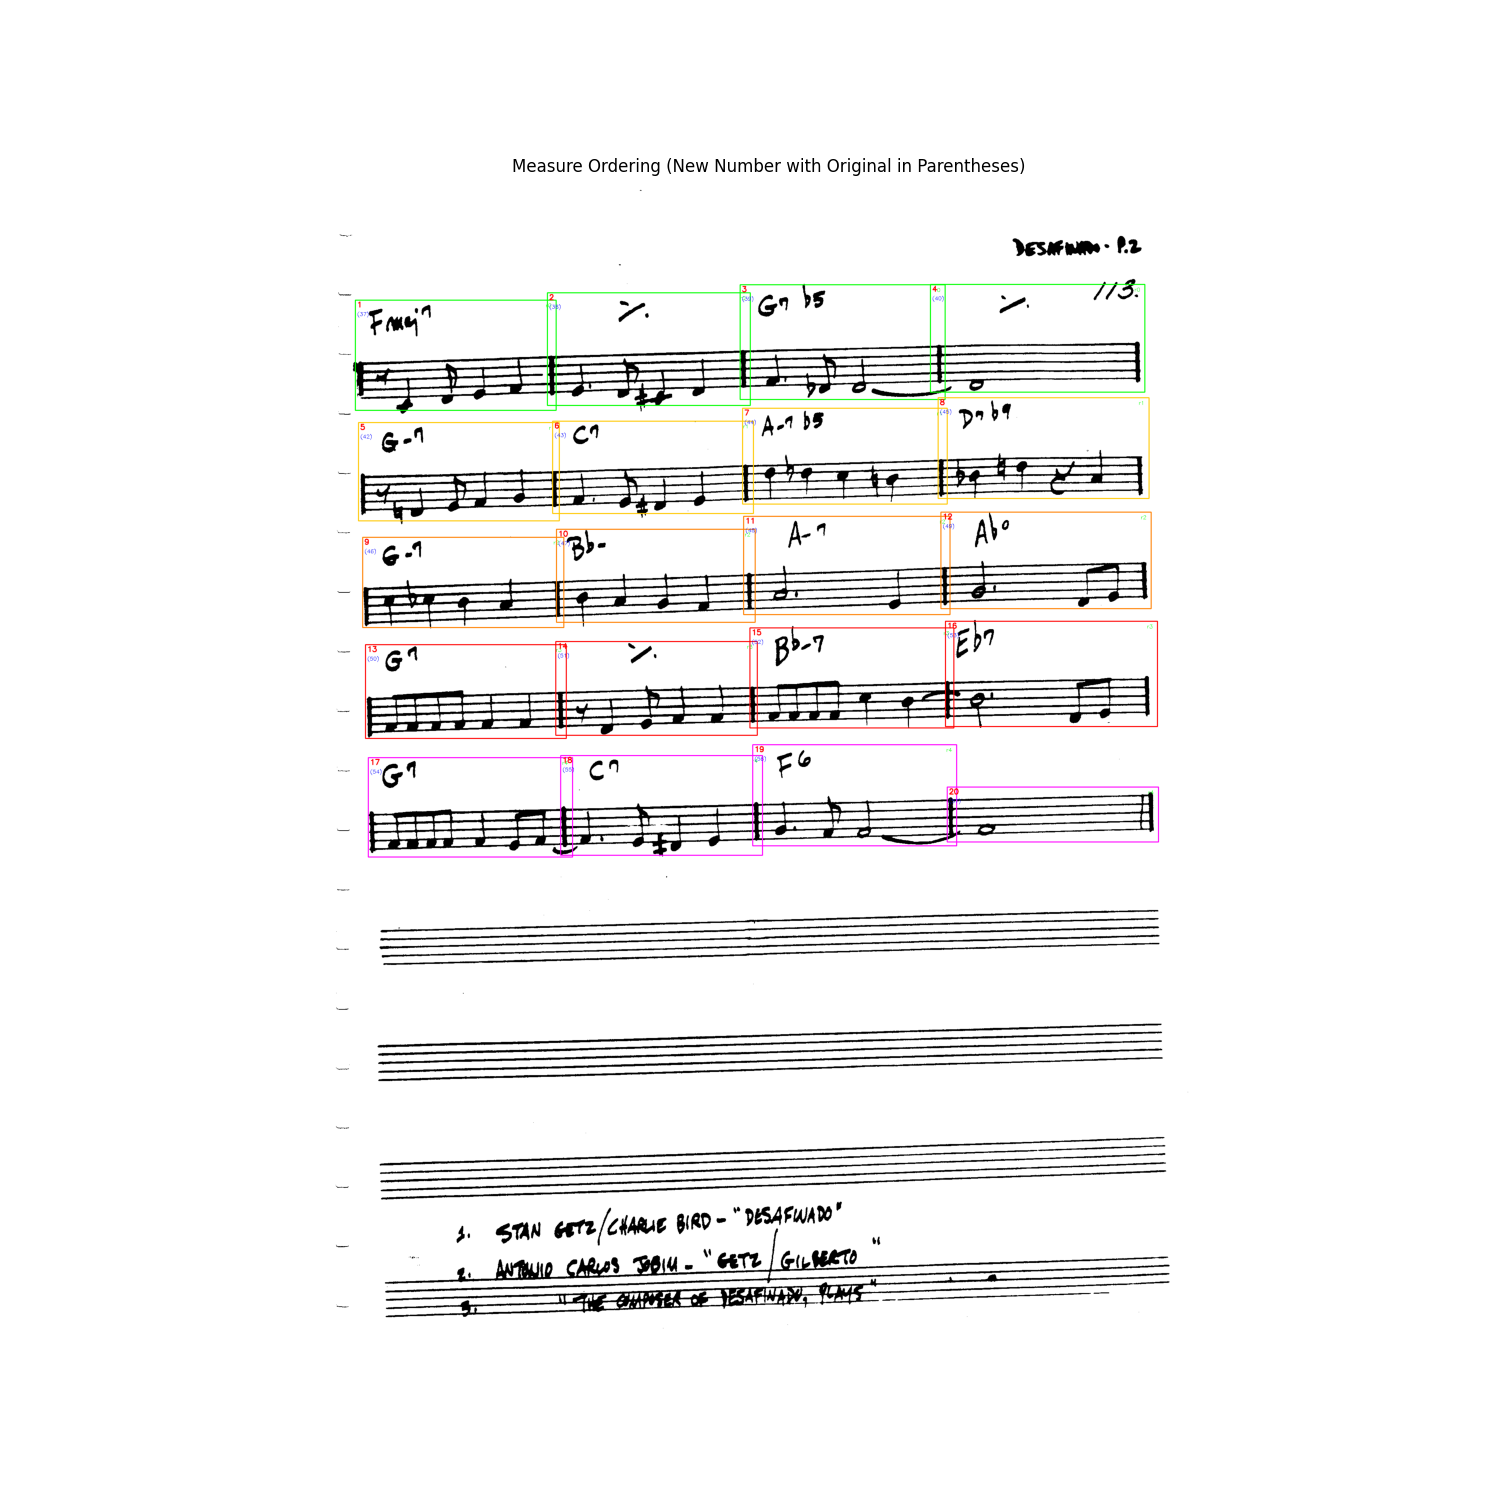 Measure Ordering (New Number with Original in Parentheses)
DESAFINADO - P.2
113.
1 2 3 4
(37) (38) (39) (40)
Fmaj7 G7 b5
5 6 7 8
(42) (43) (44) (45)
G-7 C7 A-7 b5 D7 b9
9 10 11 12
(46) (47) (48) (49)
G-7 Bb- A-7 Abo
13 14 15 16
(50) (51) (52)
G7 Bb-7 Eb7
17 18 19 20
(54) (55) (56)
G7 C7 F6
1. STAN GETZ/CHARLIE BIRD - "DESAFINADO"
2. ANTONIO CARLOS JOBIM - "GETZ/GILBERTO"
3. "THE COMPOSER OF DESAFINADO, PLAYS"